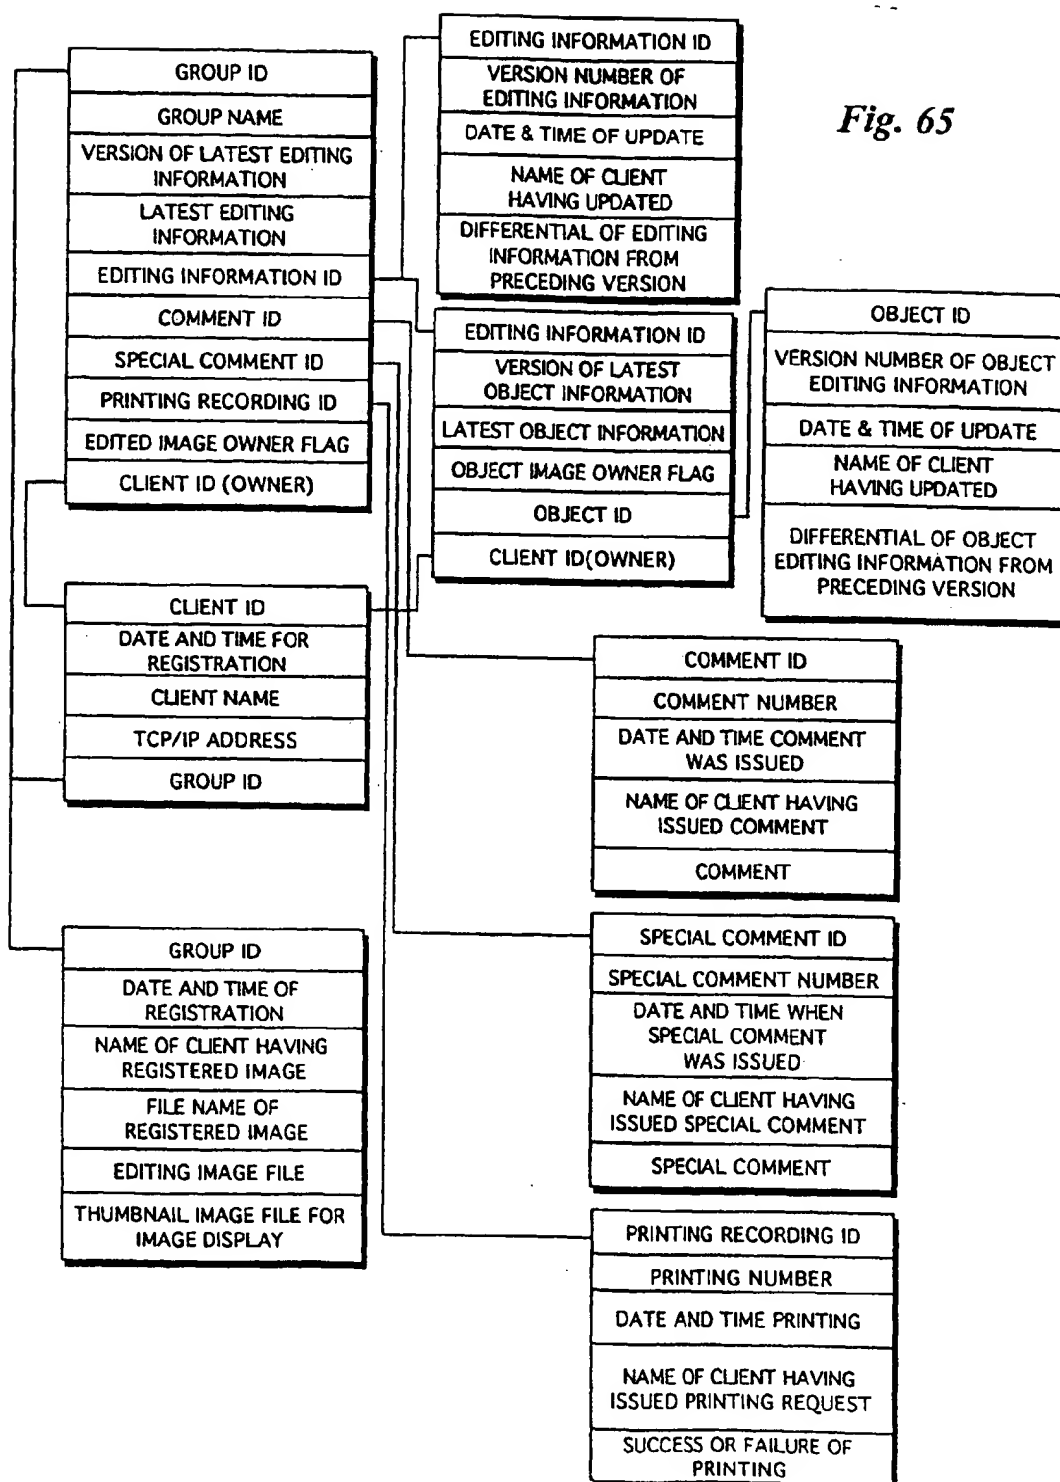 Fig. 65
GROUP ID
GROUP NAME
VERSION OF LATEST EDITING
INFORMATION
LATEST EDITING
INFORMATION
EDITING INFORMATION ID
COMMENT ID
SPECIAL COMMENT ID
PRINTING RECORDING ID
EDITED IMAGE OWNER FLAG
CLIENT ID (OWNER)
EDITING INFORMATION ID
VERSION NUMBER OF
EDITING INFORMATION
DATE & TIME OF UPDATE
NAME OF CLIENT
HAVING UPDATED
DIFFERENTIAL OF EDITING
INFORMATION FROM
PRECEDING VERSION
EDITING INFORMATION ID
VERSION OF LATEST
OBJECT INFORMATION
LATEST OBJECT INFORMATION
OBJECT IMAGE OWNER FLAG
OBJECT ID
CLIENT ID(OWNER)
OBJECT ID
VERSION NUMBER OF OBJECT
EDITING INFORMATION
DATE & TIME OF UPDATE
NAME OF CLIENT
HAVING UPDATED
DIFFERENTIAL OF OBJECT
EDITING INFORMATION FROM
PRECEDING VERSION
CLIENT ID
DATE AND TIME FOR
REGISTRATION
CLIENT NAME
TCP/IP ADDRESS
GROUP ID
COMMENT ID
COMMENT NUMBER
DATE AND TIME COMMENT
WAS ISSUED
NAME OF CLIENT HAVING
ISSUED COMMENT
COMMENT
GROUP ID
DATE AND TIME OF
REGISTRATION
NAME OF CLIENT HAVING
REGISTERED IMAGE
FILE NAME OF
REGISTERED IMAGE
EDITING IMAGE FILE
THUMBNAIL IMAGE FILE FOR
IMAGE DISPLAY
SPECIAL COMMENT ID
SPECIAL COMMENT NUMBER
DATE AND TIME WHEN
SPECIAL COMMENT
WAS ISSUED
NAME OF CLIENT HAVING
ISSUED SPECIAL COMMENT
SPECIAL COMMENT
PRINTING RECORDING ID
PRINTING NUMBER
DATE AND TIME PRINTING
NAME OF CLIENT HAVING
ISSUED PRINTING REQUEST
SUCCESS OR FAILURE OF
PRINTING